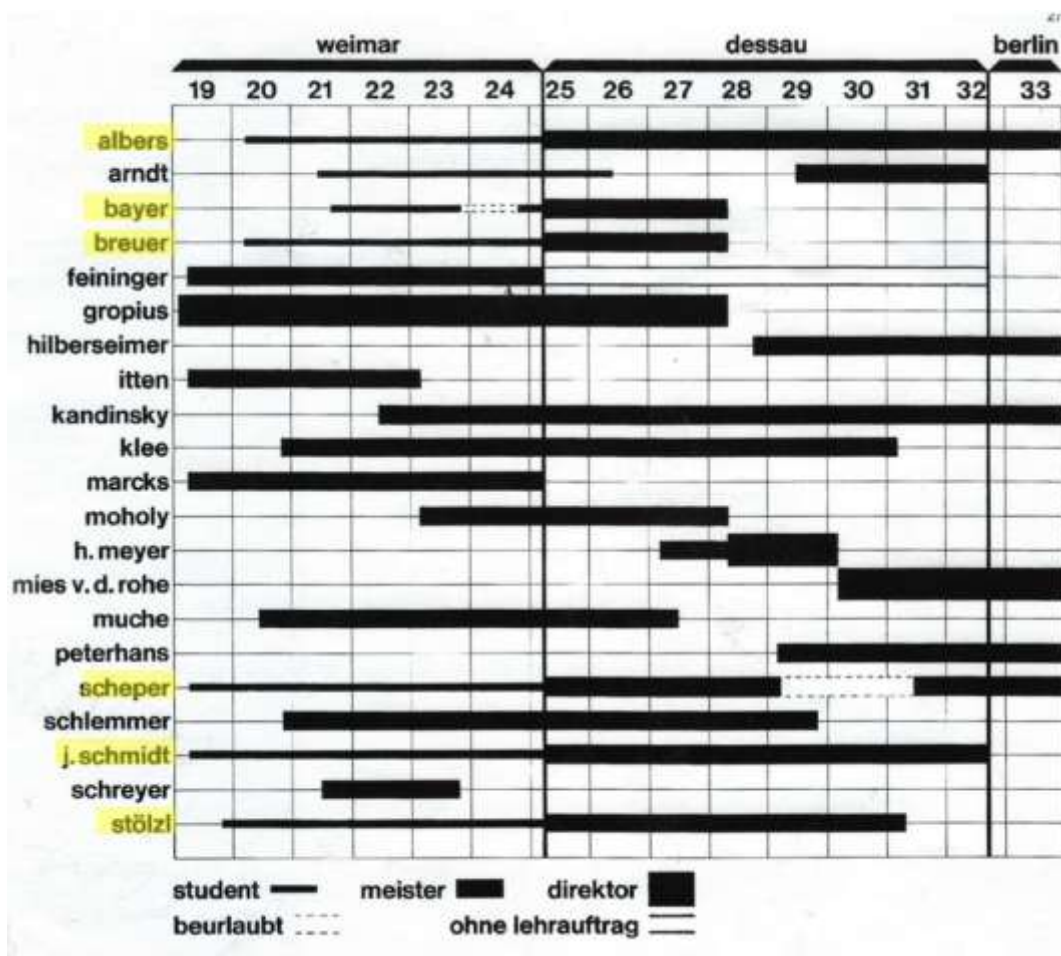 weimar dessau berlin
19 20 21 22 23 24 25 26 27 28 29 30 31 32 33
albers
arndt
bayer
breuer
feininger
gropius
hilberseimer
itten
kandinsky
klee
marcks
moholy
h. meyer
mies v. d. rohe
muche
peterhans
scheper
schlemmer
j. schmidt
schreyer
stölzl
student meister direktor
beurlaubt ohne lehrauftrag